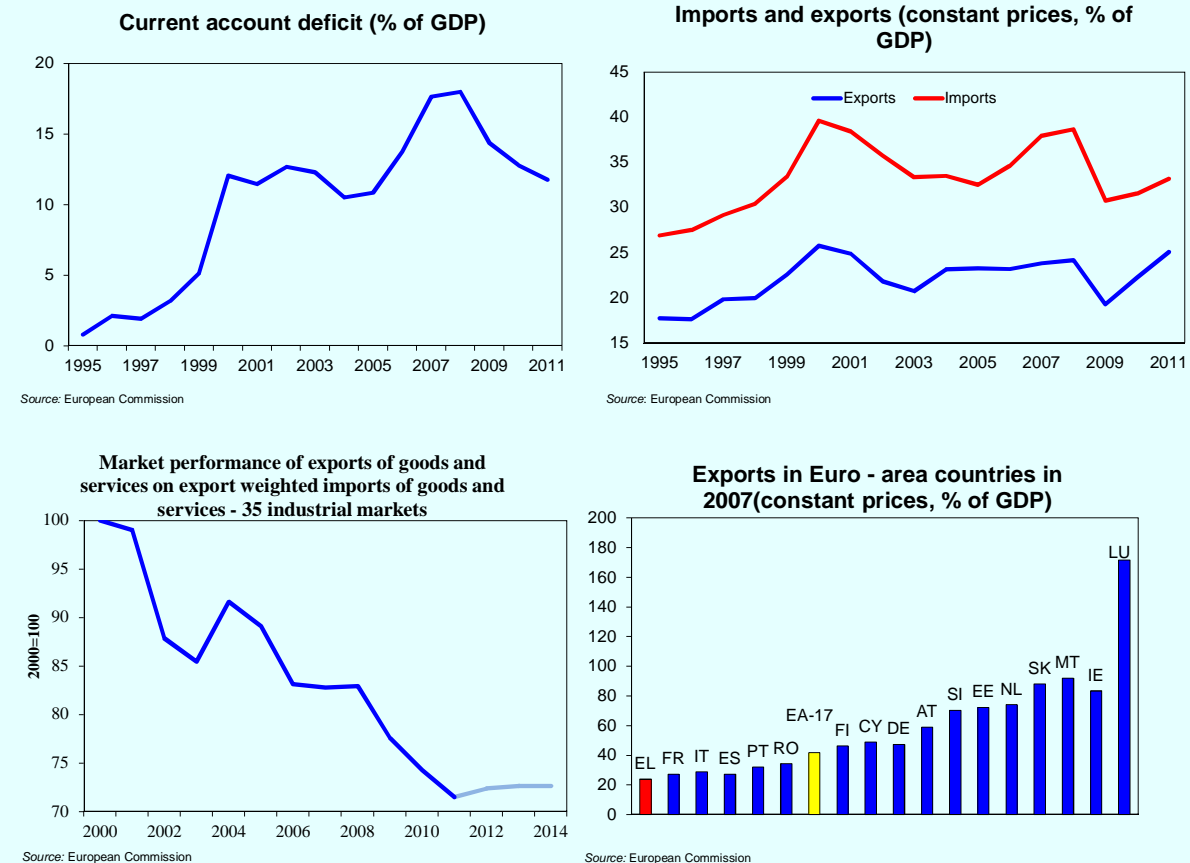 Current account deficit (% of GDP)
20
15
10
5
0
1995 1997 1999 2001 2003 2005 2007 2009 2011
Source: European Commission
Imports and exports (constant prices, % of
GDP)
45
Exports Imports
40
35
30
25
20
15
1995 1997 1999 2001 2003 2005 2007 2009 2011
Source: European Commission
Market performance of exports of goods and
services on export weighted imports of goods and
services - 35 industrial markets
100
95
90
85
80
75
70
2000=100
2000 2002 2004 2006 2008 2010 2012 2014
Source: European Commission
Exports in Euro - area countries in
2007(constant prices, % of GDP)
200
180
160
140
120
100
80
60
40
20
0
EL FR IT ES PT RO EA-17 FI CY DE AT SI EE NL SK MT IE LU
Source: European Commission